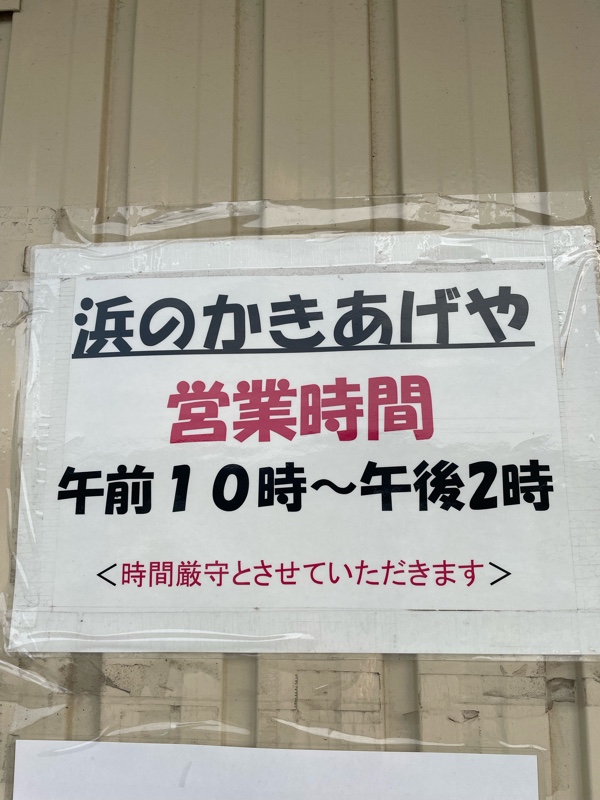 浜のかきあげや
営業時間
午前１０時～午後2時
＜時間厳守とさせていただきます＞